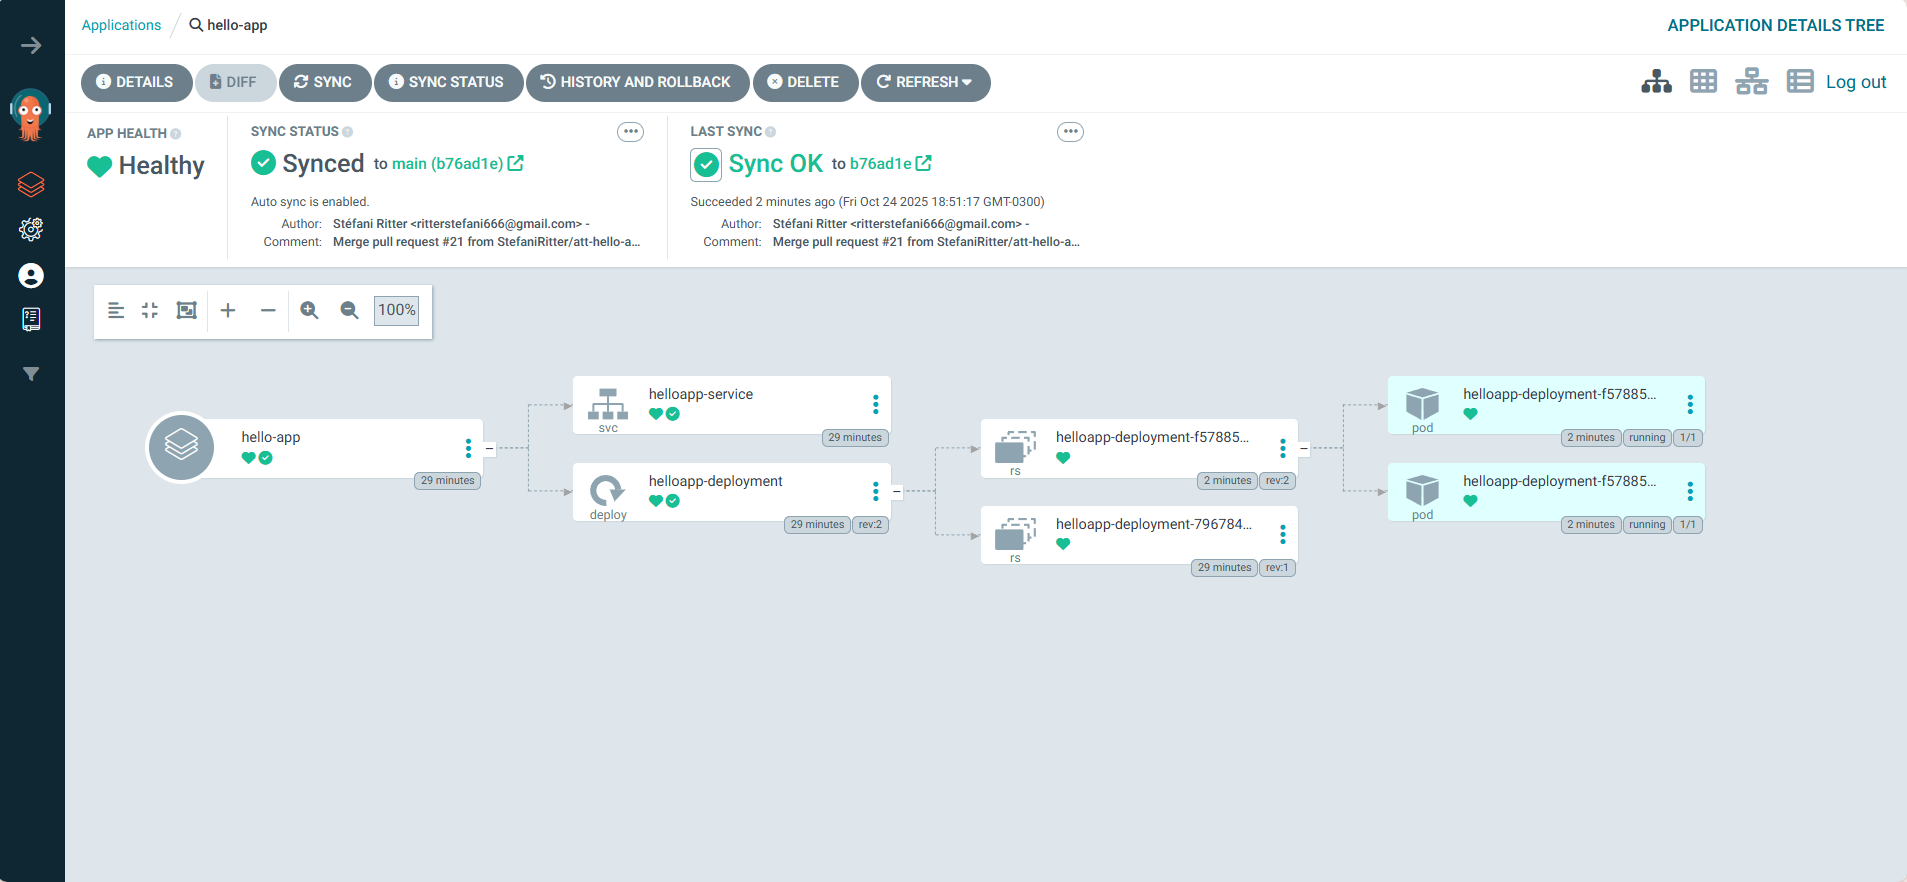 Applications / hello-app
APPLICATION DETAILS TREE
DETAILS DIFF SYNC SYNC STATUS HISTORY AND ROLLBACK DELETE REFRESH
Log out
APP HEALTH
Healthy
SYNC STATUS
Synced to main (b76ad1e)
Auto sync is enabled.
Author: Stéfani Ritter <ritterstefani666@gmail.com> -
Comment: Merge pull request #21 from StefaniRitter/att-hello-a...
LAST SYNC
Sync OK to b76ad1e
Succeeded 2 minutes ago (Fri Oct 24 2025 18:51:17 GMT-0300)
Author: Stéfani Ritter <ritterstefani666@gmail.com> -
Comment: Merge pull request #21 from StefaniRitter/att-hello-a...
100%
hello-app
29 minutes
helloapp-service
svc
29 minutes
helloapp-deployment
deploy
29 minutes rev:2
helloapp-deployment-f57885...
rs
2 minutes rev:2
helloapp-deployment-796784...
rs
29 minutes rev:1
helloapp-deployment-f57885...
pod
2 minutes running 1/1
helloapp-deployment-f57885...
pod
2 minutes running 1/1